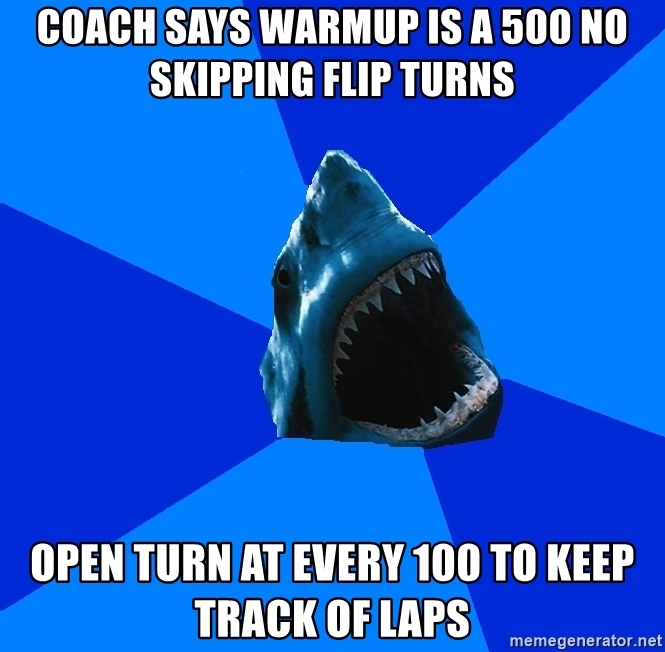 COACH SAYS WARMUP IS A 500 NO
SKIPPING FLIP TURNS
OPEN TURN AT EVERY 100 TO KEEP
TRACK OF LAPS
memegenerator.net